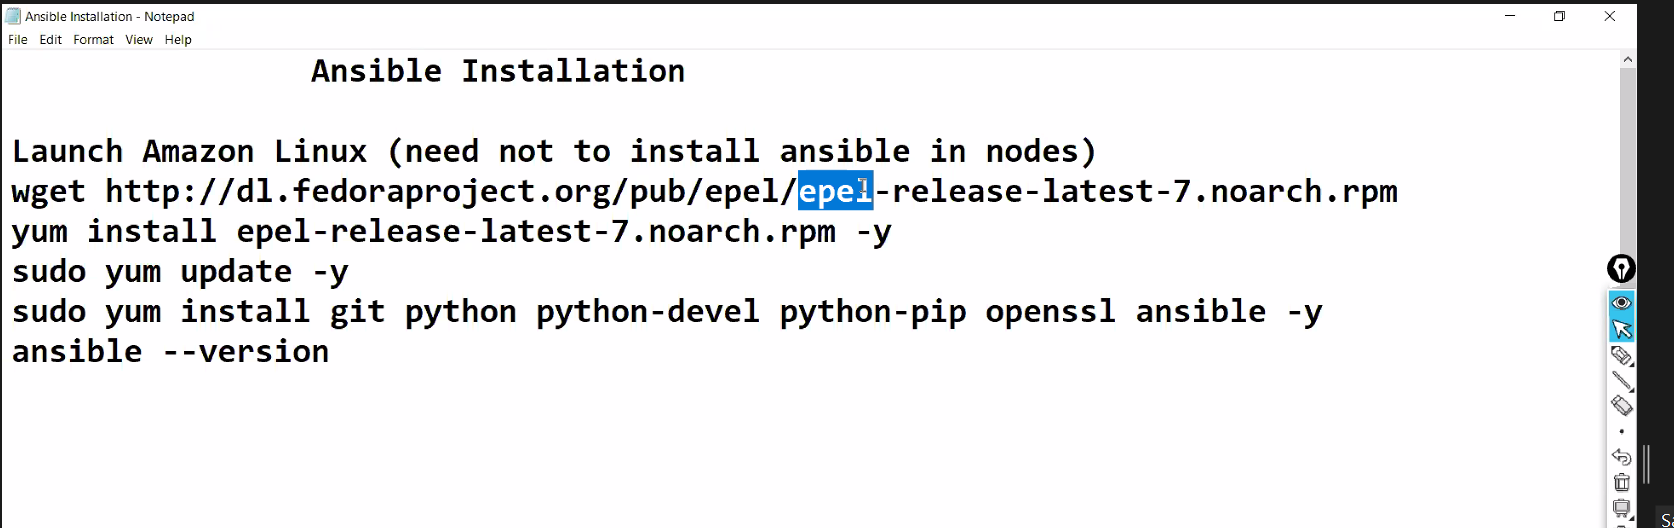 Ansible Installation - Notepad
File Edit Format View Help
Ansible Installation
Launch Amazon Linux (need not to install ansible in nodes)
wget http://dl.fedoraproject.org/pub/epel/epel-release-latest-7.noarch.rpm
yum install epel-release-latest-7.noarch.rpm -y
sudo yum update -y
sudo yum install git python python-devel python-pip openssl ansible -y
ansible --version